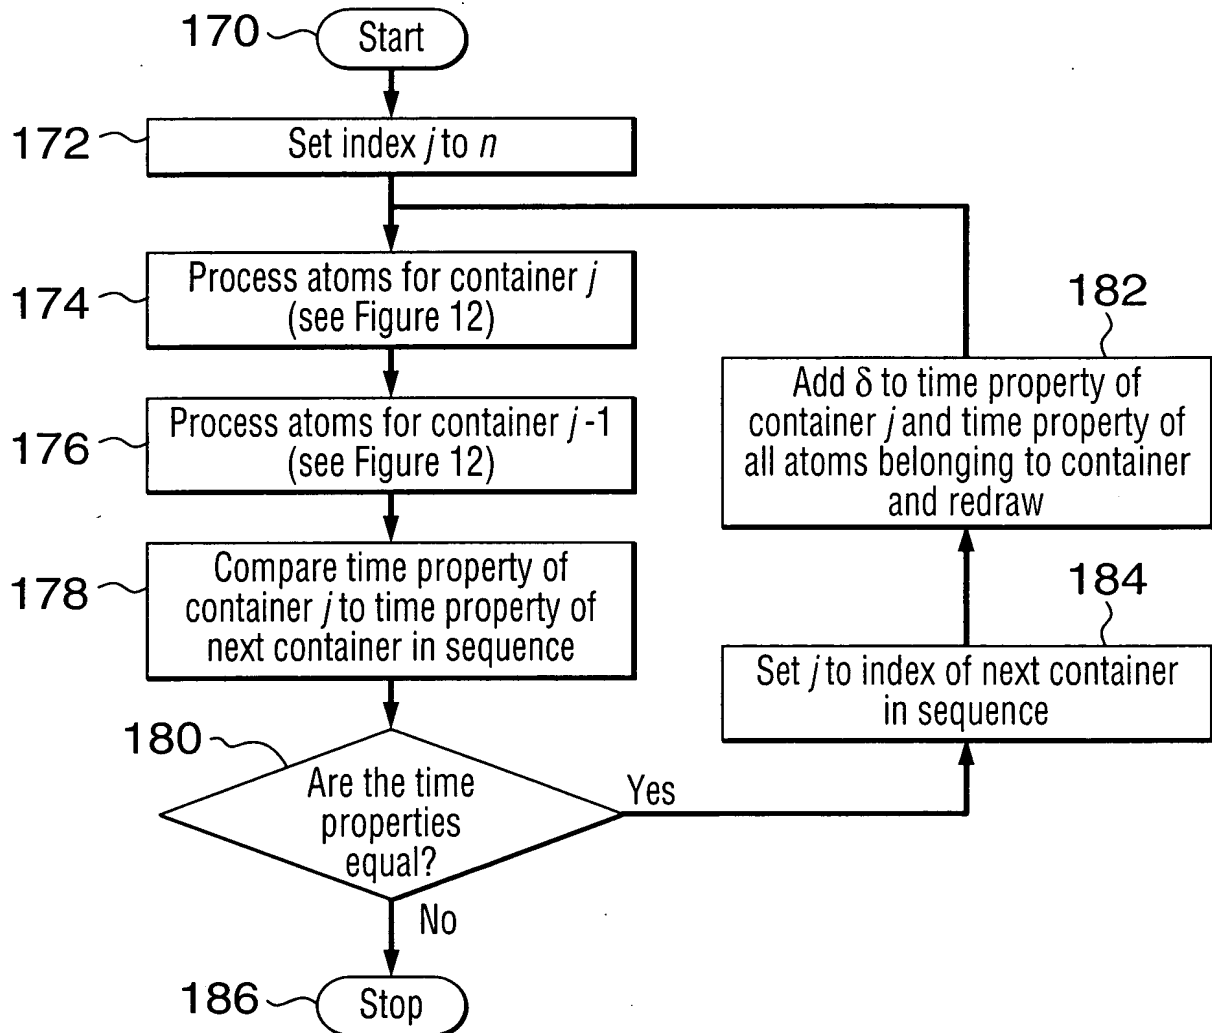 170
Start
172
Set index j to n
174
Process atoms for container j
(see Figure 12)
182
Add δ to time property of
container j and time property of
all atoms belonging to container
and redraw
176
Process atoms for container j -1
(see Figure 12)
178
Compare time property of
container j to time property of
next container in sequence
184
Set j to index of next container
in sequence
180
Are the time
properties
equal?
Yes
No
186
Stop